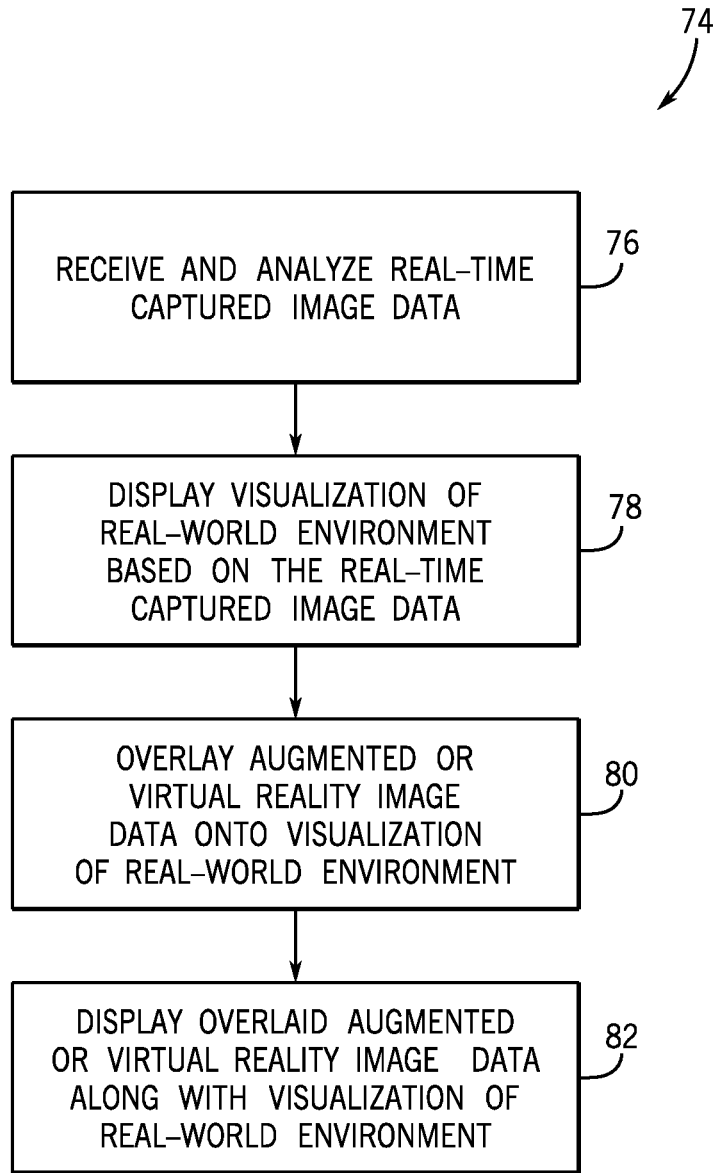 74
RECEIVE AND ANALYZE REAL–TIME
CAPTURED IMAGE DATA
76
DISPLAY VISUALIZATION OF
REAL–WORLD ENVIRONMENT
BASED ON THE REAL–TIME
CAPTURED IMAGE DATA
78
OVERLAY AUGMENTED OR
VIRTUAL REALITY IMAGE
DATA ONTO VISUALIZATION
OF REAL–WORLD ENVIRONMENT
80
DISPLAY OVERLAID AUGMENTED
OR VIRTUAL REALITY IMAGE DATA
ALONG WITH VISUALIZATION OF
REAL–WORLD ENVIRONMENT
82